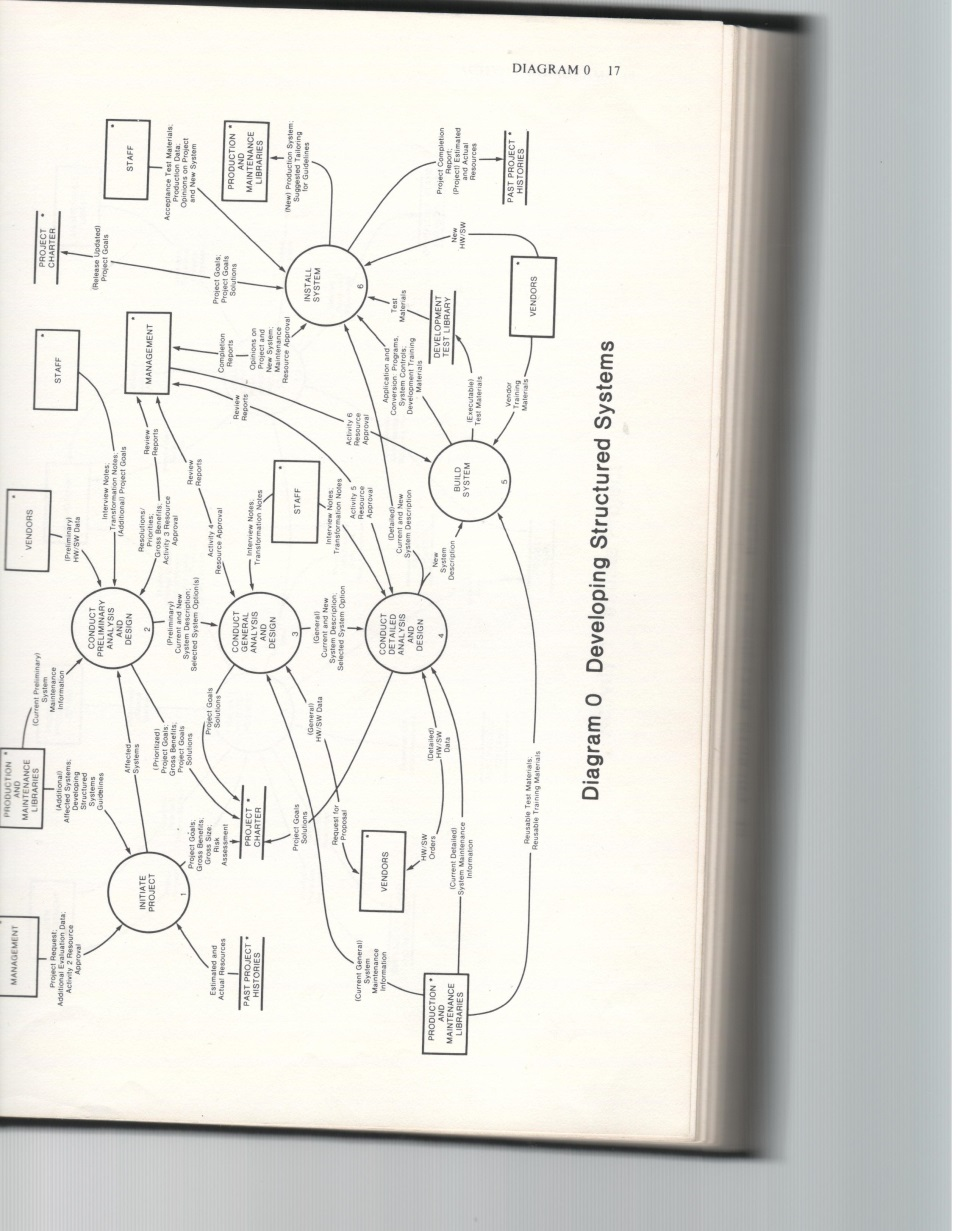 DIAGRAM 0 17
MANAGEMENT
Project Request;
Additional Evaluation Data;
Activity 2 Resource
Approval
PRODUCTION
AND
MAINTENANCE
LIBRARIES
(Additional)
Affected Systems;
Developing
Structured
Systems
Guidelines
(Current Preliminary)
System
Maintenance
Information
VENDORS
(Preliminary)
HW/SW Data
STAFF
Interview Notes;
Transformation Notes;
(Additional) Project Goals
PROJECT
CHARTER
(Release Updated)
Project Goals
Project Goals;
Project Goals
Solutions
STAFF
Acceptance Test Materials;
Production Data;
Opinions on Project
and New System
PRODUCTION
AND
MAINTENANCE
LIBRARIES
(New) Production System;
Suggested Tailoring
for Guidelines
INITIATE
PROJECT
1
Affected
Systems
CONDUCT
PRELIMINARY
ANALYSIS
AND
DESIGN
2
Resolutions/
Priorities;
Gross Benefits;
Activity 3 Resource
Approval
Review
Reports
MANAGEMENT
Completion
Reports
Opinions on
Project and
New System;
Maintenance
Resource Approval
INSTALL
SYSTEM
6
Estimated and
Actual Resources
PAST PROJECT
HISTORIES
Project Goals;
Gross Benefits;
Gross Size;
Risk
Assessment
PROJECT
CHARTER
(Prioritized)
Project Goals;
Gross Benefits;
Project Goals
Solutions
Project Goals
Solutions
(Preliminary)
Current and New
System Description;
Selected System Option(s)
CONDUCT
GENERAL
ANALYSIS
AND
DESIGN
3
Activity 4
Resource Approval
Review
Reports
Interview Notes;
Transformation Notes
STAFF
Interview Notes;
Transformation Notes
Review
Reports
Activity 5
Resource
Approval
Activity 6
Resource
Approval
Project Goals
Solutions
(General)
HW/SW Data
Request for
Proposal
(General)
Current and New
System Description;
Selected System Option
CONDUCT
DETAILED
ANALYSIS
AND
DESIGN
4
(Detailed)
Current and New
System Description
New
System
Description
Application and
Conversion Programs;
System Controls;
Development Training
Materials
Test
Materials
DEVELOPMENT
TEST LIBRARY
(Executable)
Test Materials
New
HW/SW
Project Completion
Report;
(Project) Estimated
and Actual
Resources
PAST PROJECT
HISTORIES
(Current General)
System
Maintenance
Information
VENDORS
HW/SW
Orders
(Detailed)
HW/SW
Data
(Current Detailed)
System Maintenance
Information
PRODUCTION
AND
MAINTENANCE
LIBRARIES
BUILD
SYSTEM
5
Vendor
Training
Materials
VENDORS
Reusable Test Materials;
Reusable Training Materials
Diagram 0 Developing Structured Systems